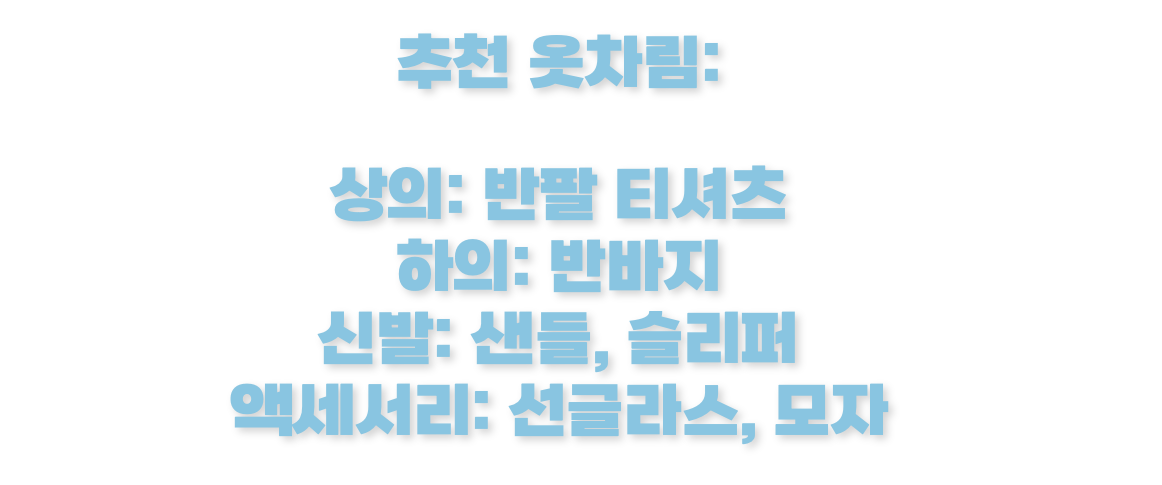 추천 옷차림:
상의: 반팔 티셔츠
하의: 반바지
신발: 샌들, 슬리퍼
액세서리: 선글라스, 모자